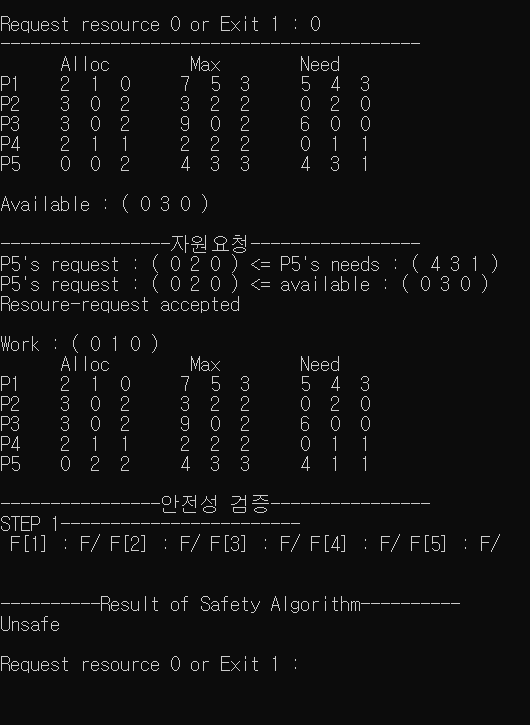 Request resource 0 or Exit 1 : 0
------------------------------------------
Alloc Max Need
P1 2 1 0 7 5 3 5 4 3
P2 3 0 2 3 2 2 0 2 0
P3 3 0 2 9 0 2 6 0 0
P4 2 1 1 2 2 2 0 1 1
P5 0 0 2 4 3 3 4 3 1
Available : ( 0 3 0 )
-----------------자원요청-----------------
P5's request : ( 0 2 0 ) <= P5's needs : ( 4 3 1 )
P5's request : ( 0 2 0 ) <= available : ( 0 3 0 )
Resoure-request accepted
Work : ( 0 1 0 )
Alloc Max Need
P1 2 1 0 7 5 3 5 4 3
P2 3 0 2 3 2 2 0 2 0
P3 3 0 2 9 0 2 6 0 0
P4 2 1 1 2 2 2 0 1 1
P5 0 2 2 4 3 3 4 1 1
----------------안전성 검증----------------
STEP 1------------------------
F[1] : F/ F[2] : F/ F[3] : F/ F[4] : F/ F[5] : F/
----------Result of Safety Algorithm----------
Unsafe
Request resource 0 or Exit 1 :